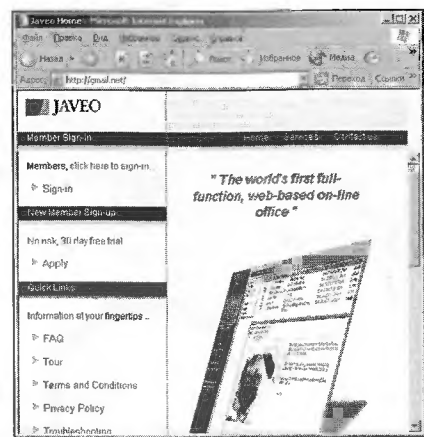 Javeo Home - Microsoft Internet Explorer
Файл Правка Вид Избранное Сервис Справка
Назад Поиск Избранное Медиа
Адрес: http://gmail.net/ Переход Ссылки »
JAVEO
Member Sign-in
Home Services Contact us
Members, click here to sign-in
Sign-in
New Member Sign-up
No risk, 30 day free trial
Apply
Quick Links
Information at your fingertips ..
FAQ
Tour
Terms and Conditions
Privacy Policy
Troubleshooting
" The world's first full-
function, web-based on-line
office "